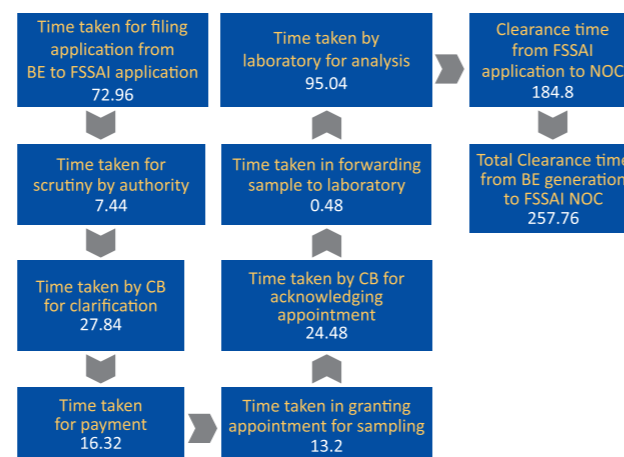 Time taken for filing
application from
BE to FSSAI application
72.96
Time taken for
scrutiny by authority
7.44
Time taken by CB
for clarification
27.84
Time taken
for payment
16.32
Time taken in granting
appointment for sampling
13.2
Time taken by CB for
acknowledging
appointment
24.48
Time taken in forwarding
sample to laboratory
0.48
Time taken by
laboratory for analysis
95.04
Clearance time
from FSSAI
application to NOC
184.8
Total Clearance time
from BE generation
to FSSAI NOC
257.76